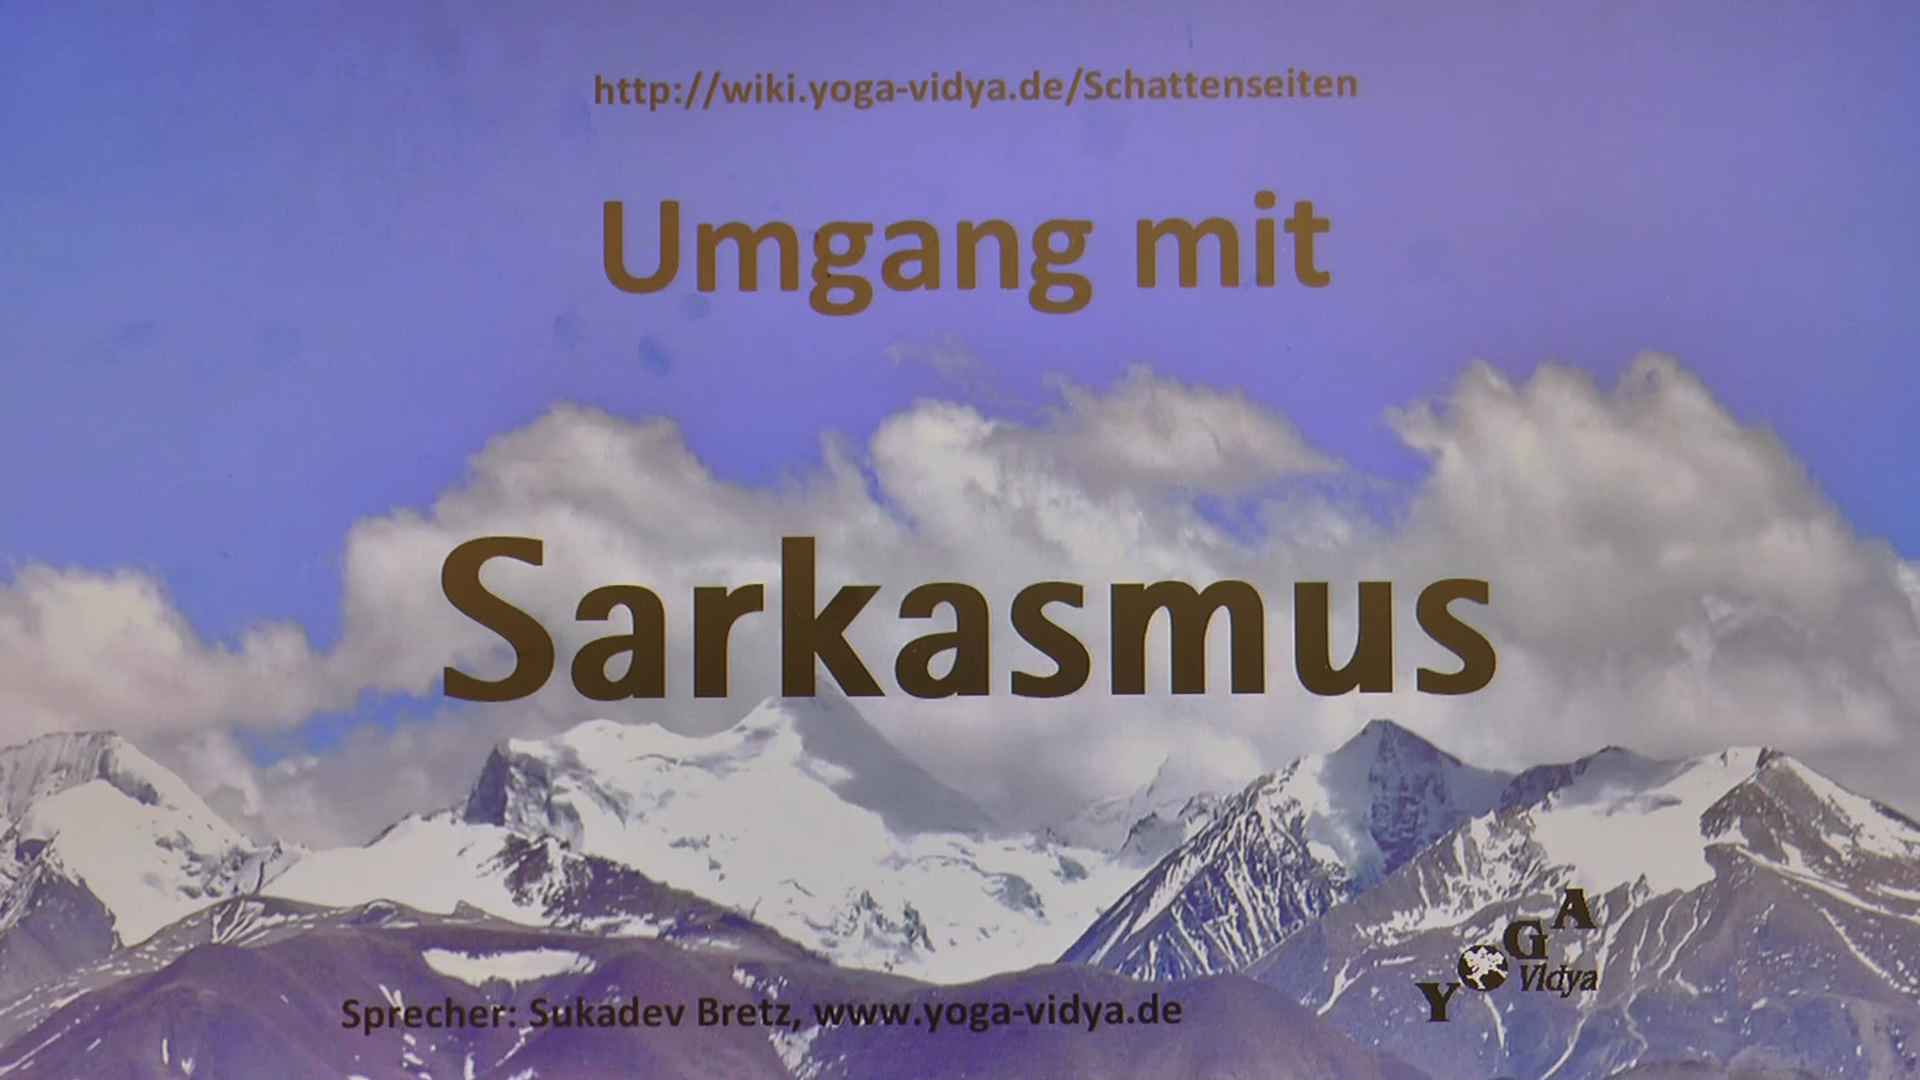 http://wiki.yoga-vidya.de/Schattenseiten
Umgang mit
Sarkasmus
YOGA
Vidya
Sprecher: Sukadev Bretz, www.yoga-vidya.de